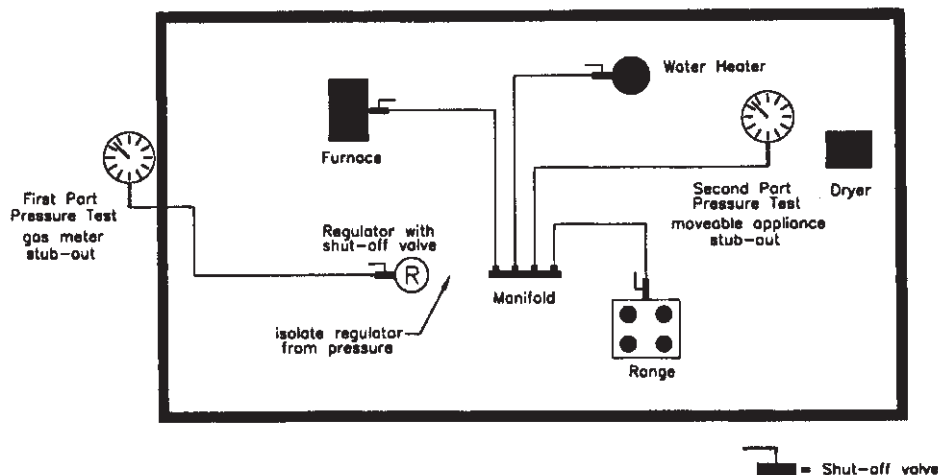 Water Heater
Furnace
First Part
Pressure Test
gas meter
stub-out
Second Part
Pressure Test
moveable appliance
stub-out
Dryer
Regulator with
shut-off valve
R
Manifold
isolate regulator
from pressure
Range
= Shut-off valve